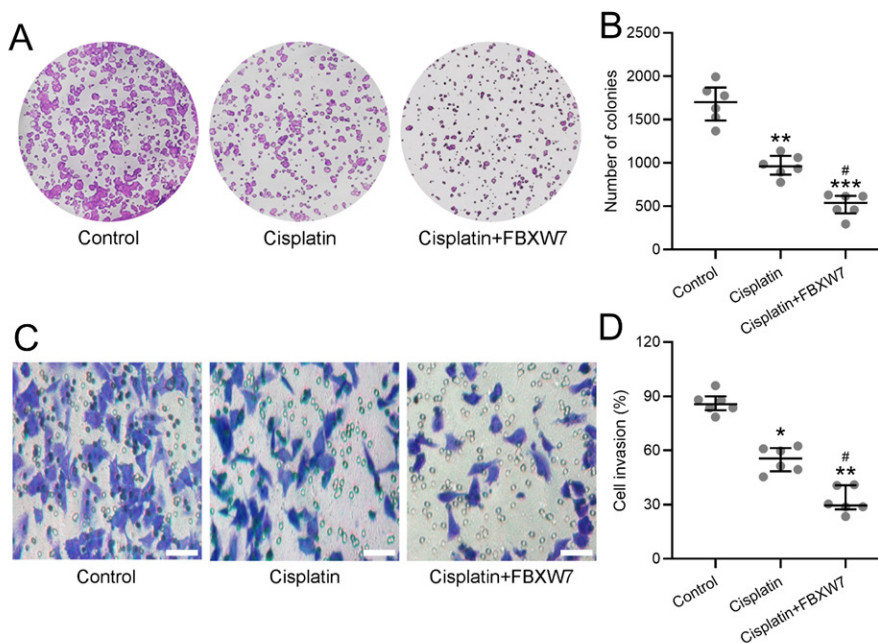 A
Control
Cisplatin
Cisplatin+FBXW7
B
Number of colonies
2500
2000
1500
1000
500
0
**
#
***
Control
Cisplatin
Cisplatin+FBXW7
C
Control
Cisplatin
Cisplatin+FBXW7
D
Cell invasion (%)
120
90
60
30
0
*
#
**
Control
Cisplatin
Cisplatin+FBXW7